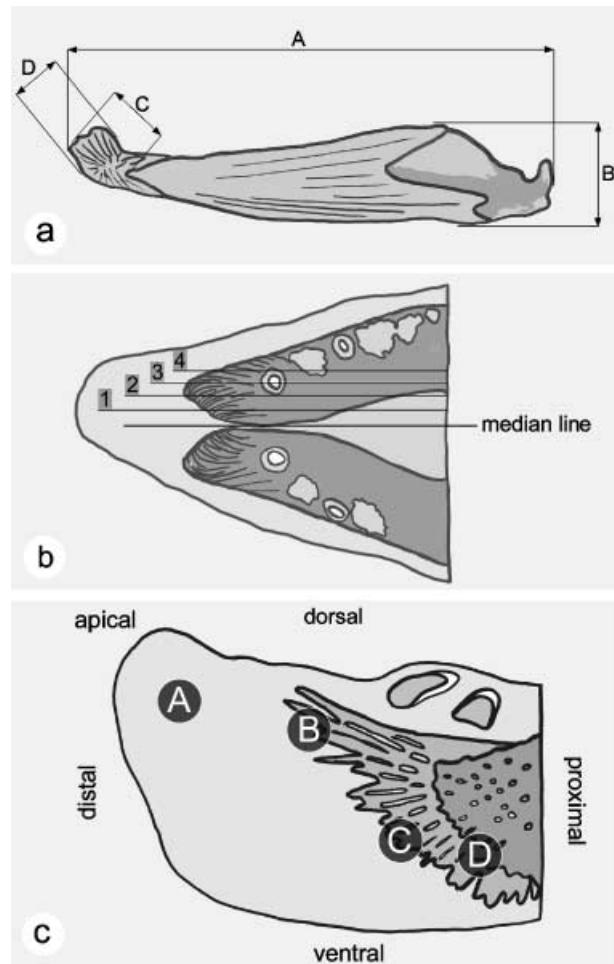 A
D
C
B
a
4
3
2
1
median line
b
apical
dorsal
A
B
distal
proximal
C
D
ventral
c